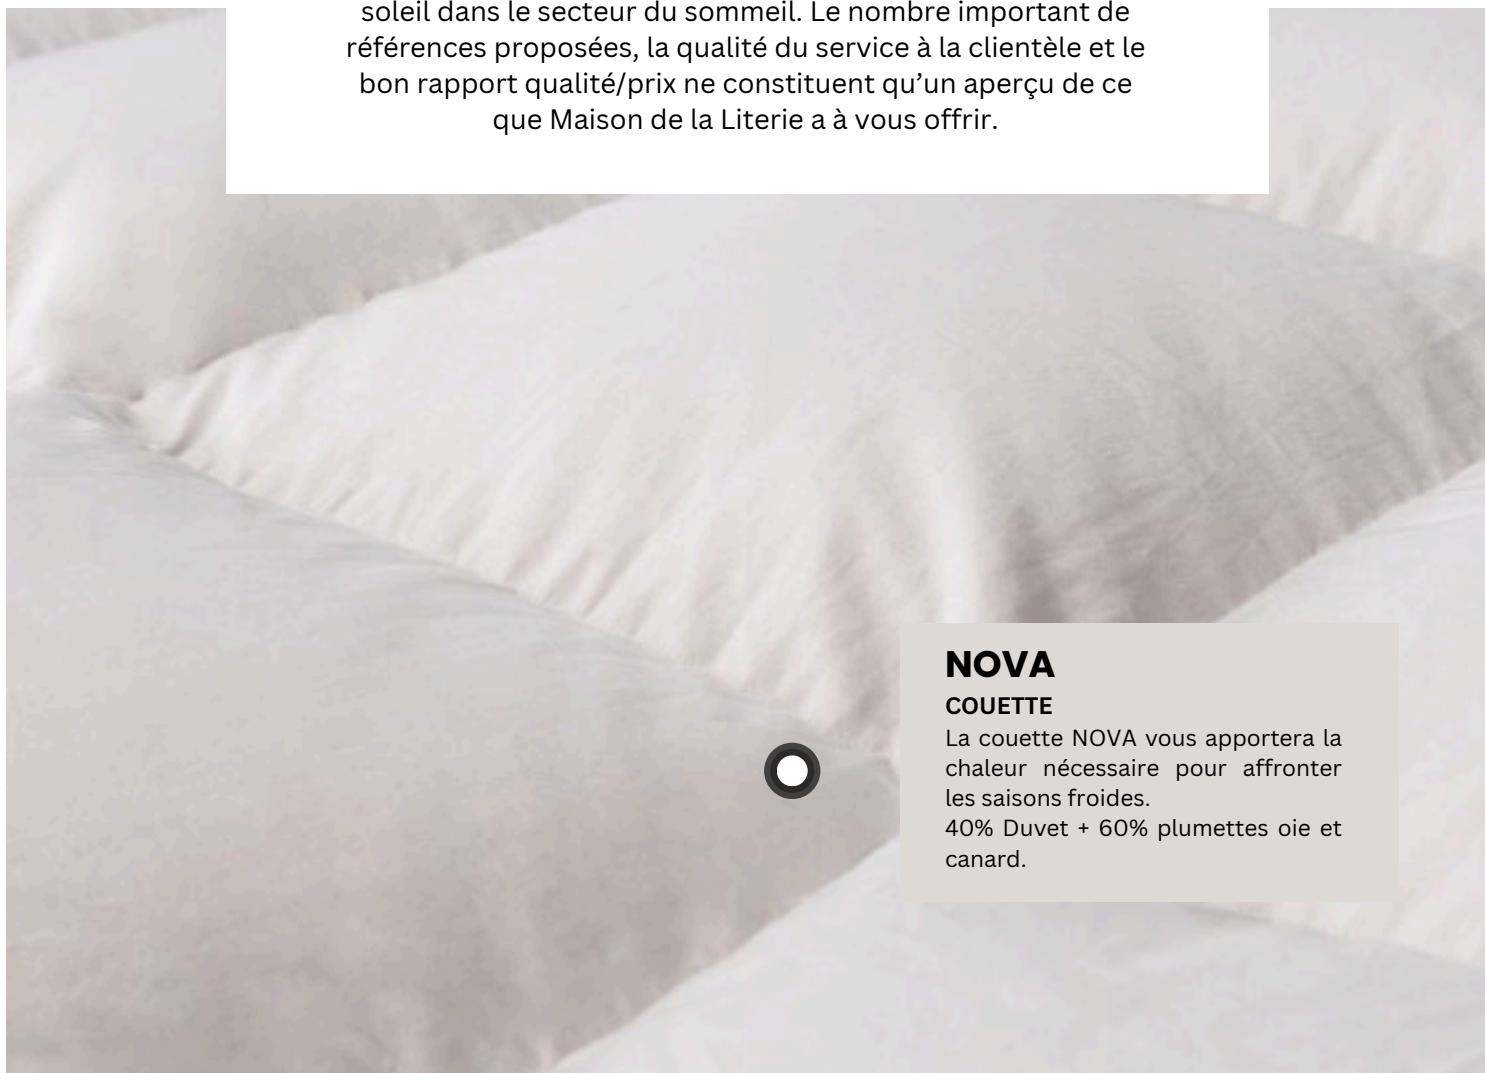 soleil dans le secteur du sommeil. Le nombre important de
références proposées, la qualité du service à la clientèle et le
bon rapport qualité/prix ne constituent qu’un aperçu de ce
que Maison de la Literie a à vous offrir.
NOVA
COUETTE
La couette NOVA vous apportera la
chaleur nécessaire pour affronter
les saisons froides.
40% Duvet + 60% plumettes oie et
canard.